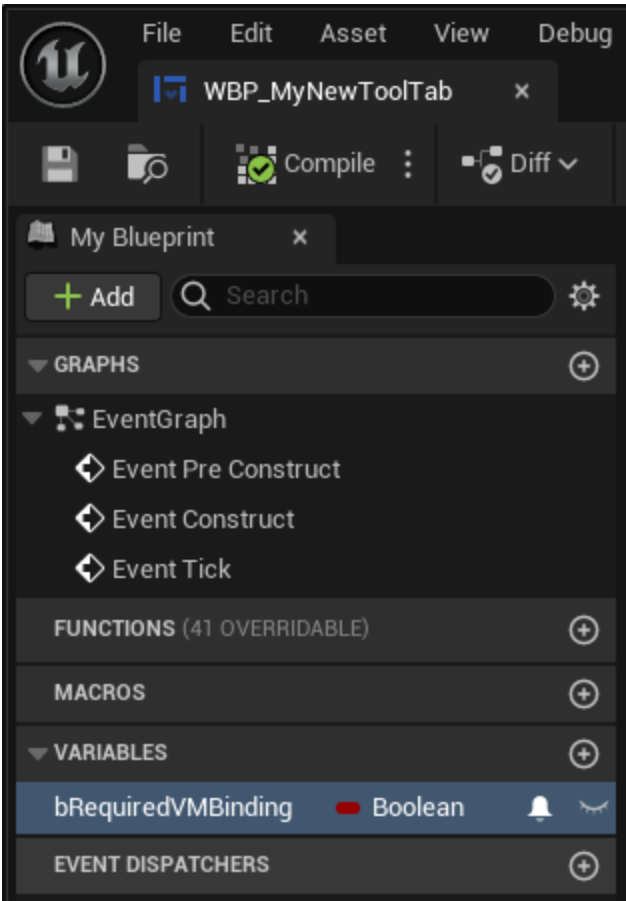 File Edit Asset View Debug
WBP_MyNewToolTab
Compile Diff
My Blueprint
Add Search
GRAPHS
EventGraph
Event Pre Construct
Event Construct
Event Tick
FUNCTIONS (41 OVERRIDABLE)
MACROS
VARIABLES
bRequiredVMBinding Boolean
EVENT DISPATCHERS